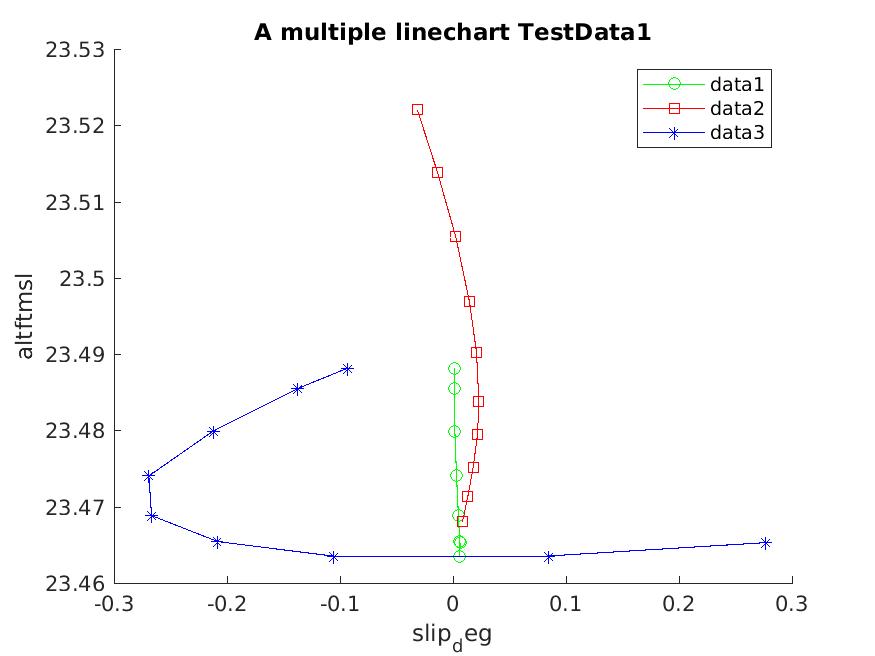 A multiple linechart TestData1
23.53
23.52
23.51
23.5
23.49
23.48
23.47
23.46
altftmsl
data1
data2
data3
-0.3 -0.2 -0.1 0 0.1 0.2 0.3
slip_deg